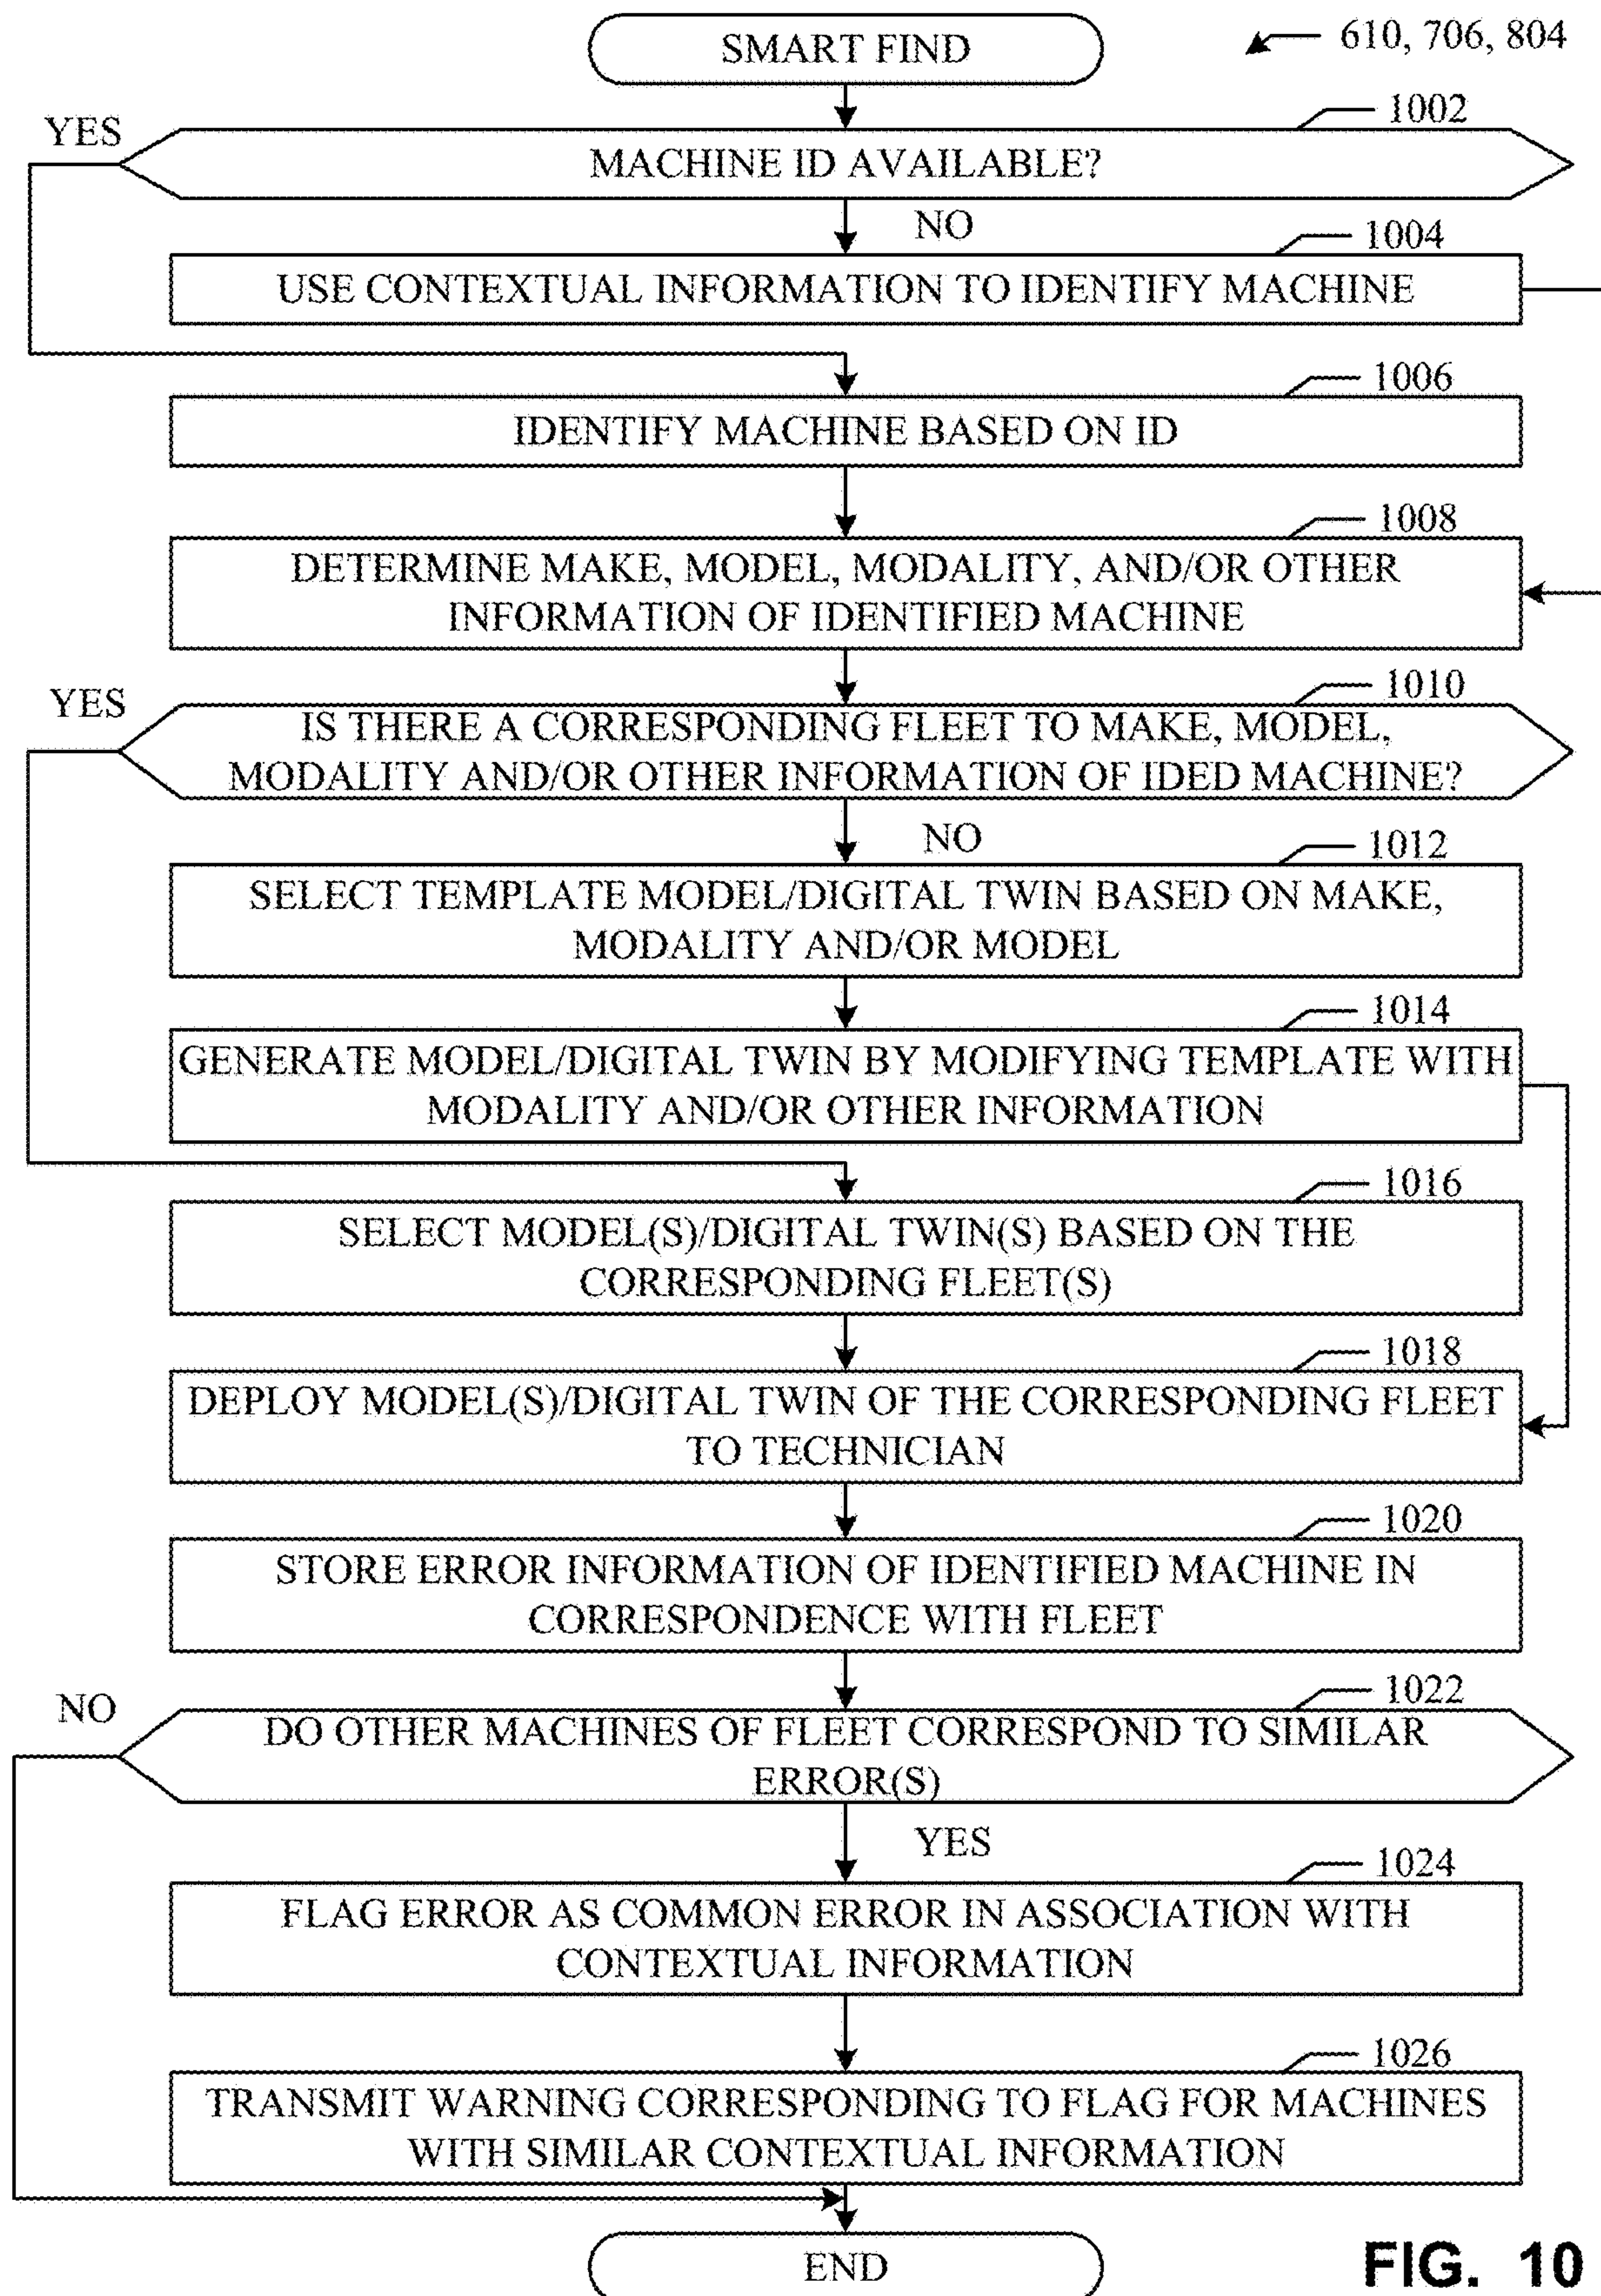 SMART FIND
610, 706, 804
1002
YES
MACHINE ID AVAILABLE?
NO
1004
USE CONTEXTUAL INFORMATION TO IDENTIFY MACHINE
1006
IDENTIFY MACHINE BASED ON ID
1008
DETERMINE MAKE, MODEL, MODALITY, AND/OR OTHER
INFORMATION OF IDENTIFIED MACHINE
1010
YES
IS THERE A CORRESPONDING FLEET TO MAKE, MODEL,
MODALITY AND/OR OTHER INFORMATION OF IDED MACHINE?
NO
1012
SELECT TEMPLATE MODEL/DIGITAL TWIN BASED ON MAKE,
MODALITY AND/OR MODEL
1014
GENERATE MODEL/DIGITAL TWIN BY MODIFYING TEMPLATE WITH
MODALITY AND/OR OTHER INFORMATION
1016
SELECT MODEL(S)/DIGITAL TWIN(S) BASED ON THE
CORRESPONDING FLEET(S)
1018
DEPLOY MODEL(S)/DIGITAL TWIN OF THE CORRESPONDING FLEET
TO TECHNICIAN
1020
STORE ERROR INFORMATION OF IDENTIFIED MACHINE IN
CORRESPONDENCE WITH FLEET
1022
NO
DO OTHER MACHINES OF FLEET CORRESPOND TO SIMILAR
ERROR(S)
YES
1024
FLAG ERROR AS COMMON ERROR IN ASSOCIATION WITH
CONTEXTUAL INFORMATION
1026
TRANSMIT WARNING CORRESPONDING TO FLAG FOR MACHINES
WITH SIMILAR CONTEXTUAL INFORMATION
END
FIG. 10